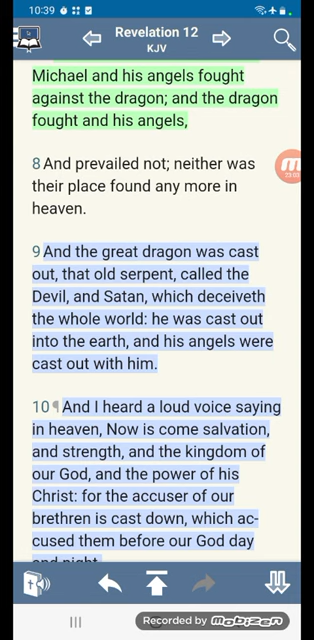 10:39
Revelation 12
KJV
Michael and his angels fought
against the dragon; and the dragon
fought and his angels,
8 And prevailed not; neither was
their place found any more in
heaven.
9 And the great dragon was cast
out, that old serpent, called the
Devil, and Satan, which deceiveth
the whole world: he was cast out
into the earth, and his angels were
cast out with him.
10 ¶ And I heard a loud voice saying
in heaven, Now is come salvation,
and strength, and the kingdom of
our God, and the power of his
Christ: for the accuser of our
brethren is cast down, which ac-
cused them before our God day
and night.
Recorded by Mobizen